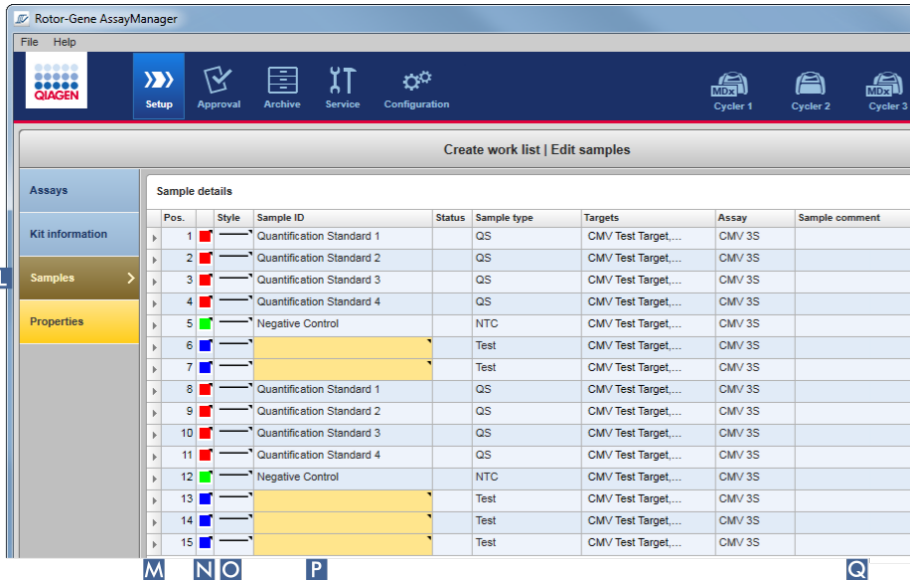 Rotor-Gene AssayManager
File Help
QIAGEN
Setup Approval Archive Service Configuration MDx Cycler 1 Cycler 2 MDx Cycler 3
Create work list | Edit samples
Assays
Kit information
Samples
Properties
L
Sample details
Pos. Style Sample ID Status Sample type Targets Assay Sample comment
1 Quantification Standard 1 QS CMV Test Target,... CMV 3S
2 Quantification Standard 2 QS CMV Test Target,... CMV 3S
3 Quantification Standard 3 QS CMV Test Target,... CMV 3S
4 Quantification Standard 4 QS CMV Test Target,... CMV 3S
5 Negative Control NTC CMV Test Target,... CMV 3S
6 Test CMV Test Target,... CMV 3S
7 Test CMV Test Target,... CMV 3S
8 Quantification Standard 1 QS CMV Test Target,... CMV 3S
9 Quantification Standard 2 QS CMV Test Target,... CMV 3S
10 Quantification Standard 3 QS CMV Test Target,... CMV 3S
11 Quantification Standard 4 QS CMV Test Target,... CMV 3S
12 Negative Control NTC CMV Test Target,... CMV 3S
13 Test CMV Test Target,... CMV 3S
14 Test CMV Test Target,... CMV 3S
15 Test CMV Test Target,... CMV 3S
M N O P Q